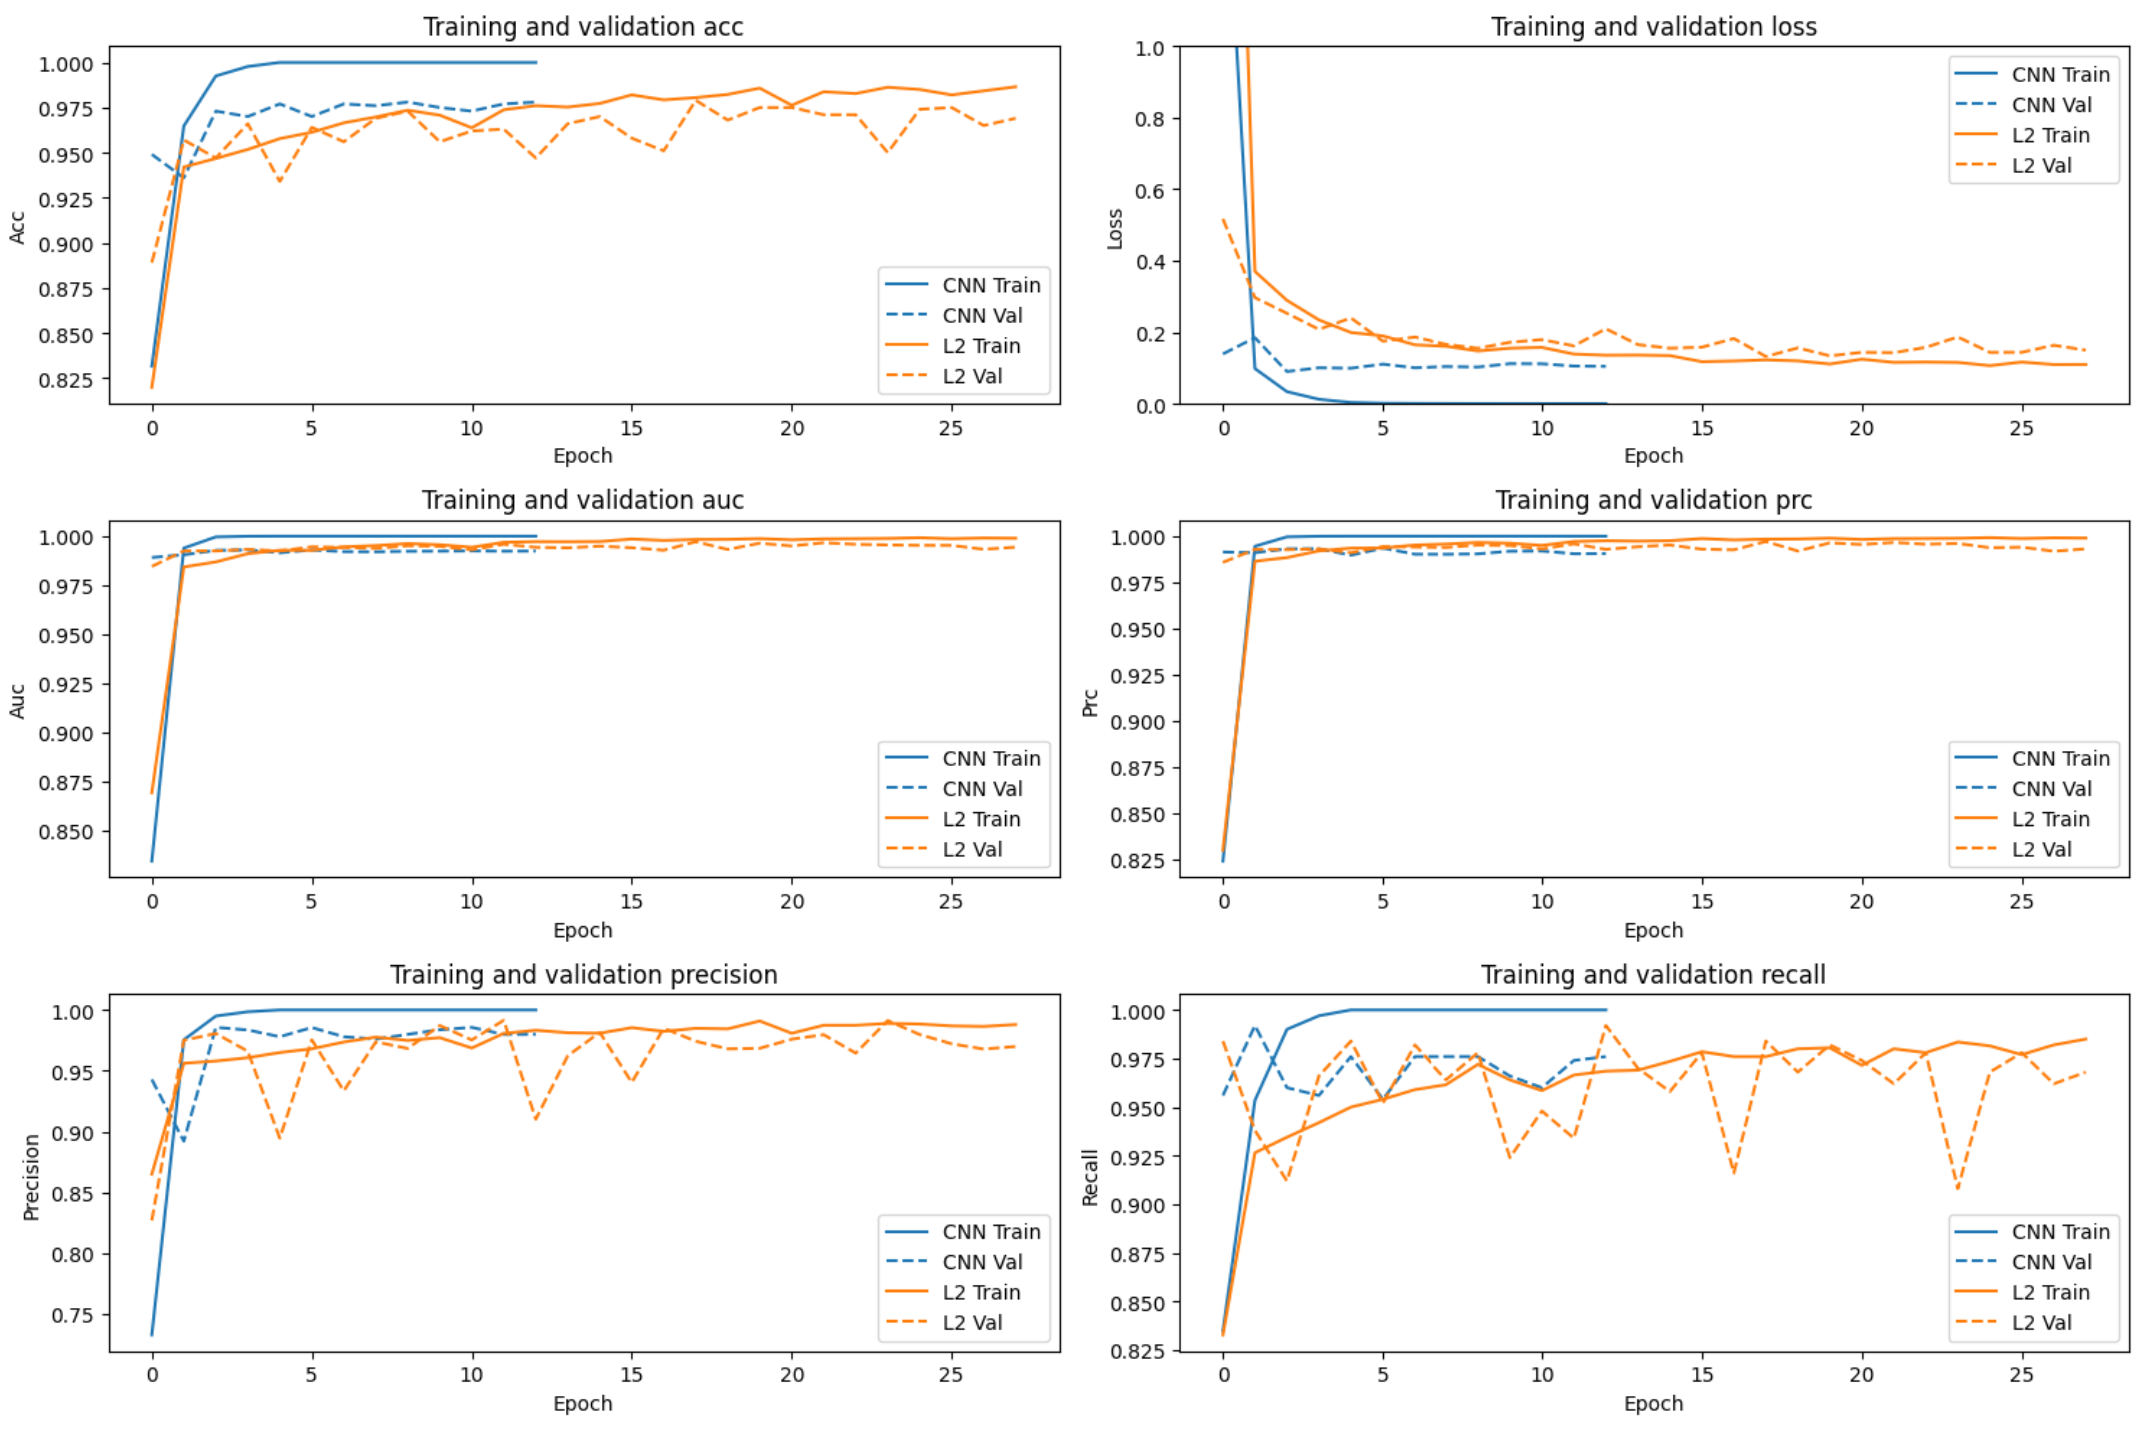 Training and validation acc
1.000
0.975
0.950
0.925
0.900
0.875
0.850
0.825
Acc
CNN Train
CNN Val
L2 Train
L2 Val
0 5 10 15 20 25
Epoch
Training and validation loss
1.0
0.8
0.6
0.4
0.2
0.0
Loss
CNN Train
CNN Val
L2 Train
L2 Val
0 5 10 15 20 25
Epoch
Training and validation auc
1.000
0.975
0.950
0.925
0.900
0.875
0.850
Auc
CNN Train
CNN Val
L2 Train
L2 Val
0 5 10 15 20 25
Epoch
Training and validation prc
1.000
0.975
0.950
0.925
0.900
0.875
0.850
0.825
Prc
CNN Train
CNN Val
L2 Train
L2 Val
0 5 10 15 20 25
Epoch
Training and validation precision
1.00
0.95
0.90
0.85
0.80
0.75
Precision
CNN Train
CNN Val
L2 Train
L2 Val
0 5 10 15 20 25
Epoch
Training and validation recall
1.000
0.975
0.950
0.925
0.900
0.875
0.850
0.825
Recall
CNN Train
CNN Val
L2 Train
L2 Val
0 5 10 15 20 25
Epoch